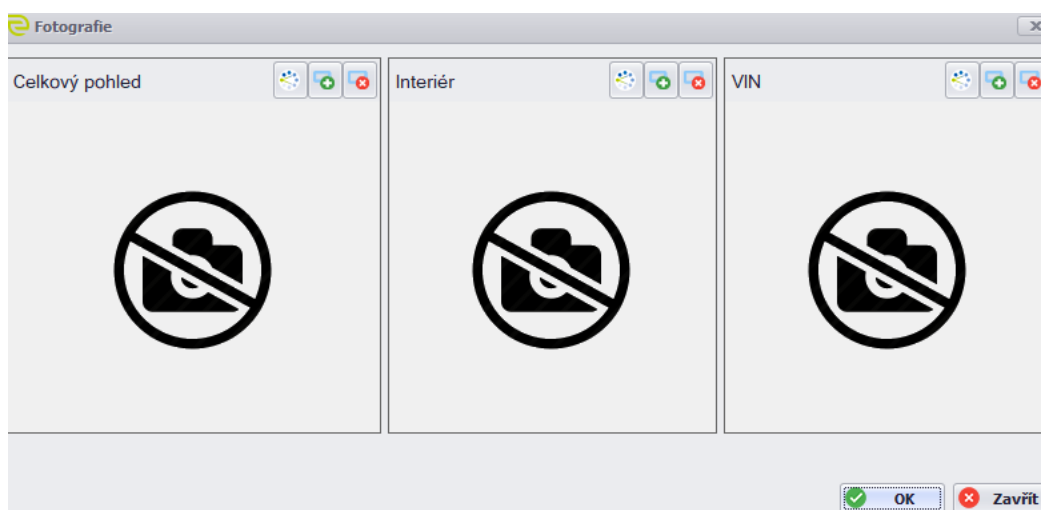 Fotografie
Celkový pohled
Interiér
VIN
OK
Zavřít